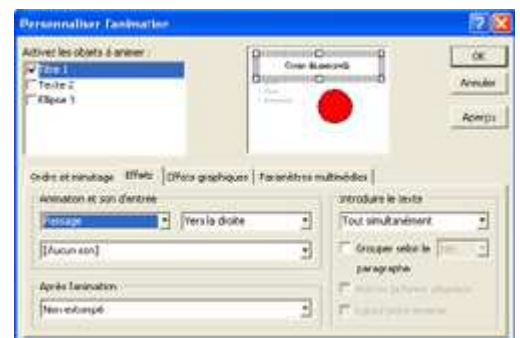 Personnaliser l'animation
Activez les objets à animer :
Titre 1
Texte 2
Ellipse 3
OK
Annuler
Aperçu
Ordre et minutage
Effets
Effets graphiques
Paramètres multimédias
Animation et son d'entrée
Passage
Vers la droite
[Aucun son]
Après l'animation
Non estompé
Introduire le texte
Tout simultanément
Grouper selon le
paragraphe